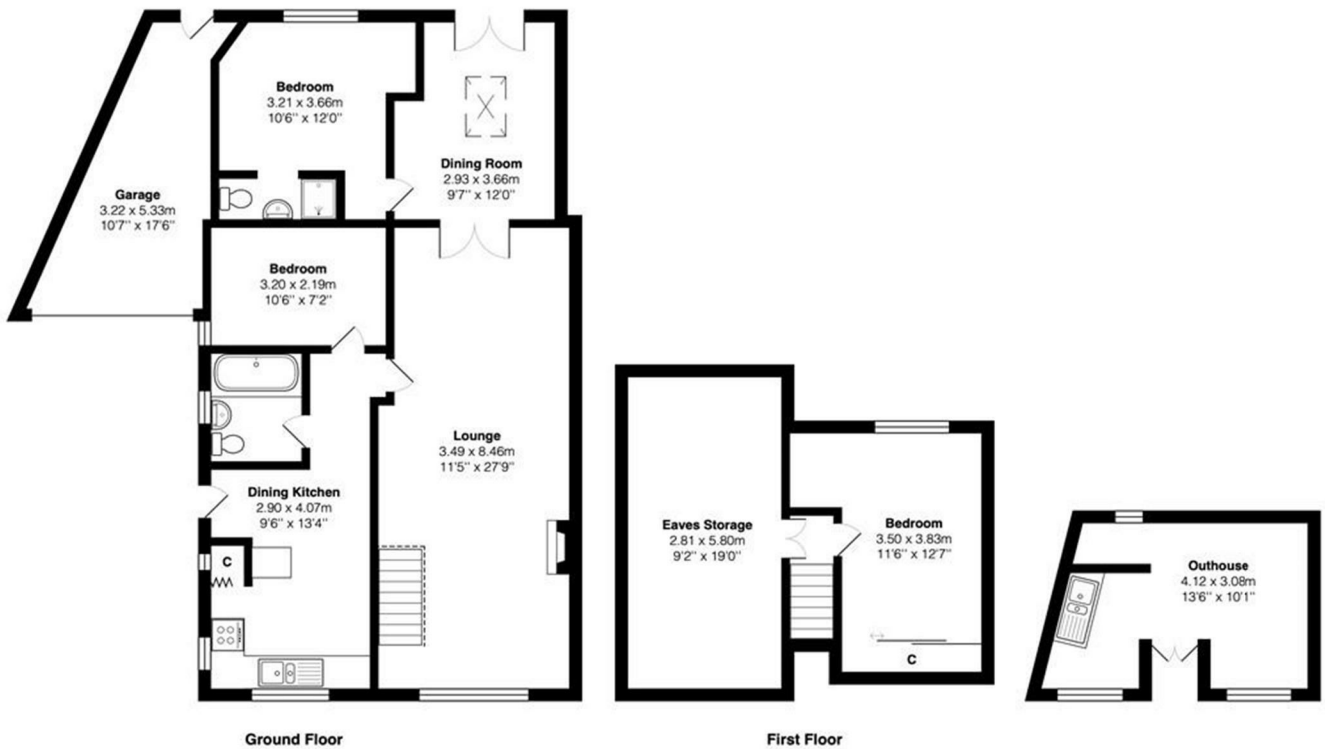 Bedroom
3.21 x 3.66m
10'6'' x 12'0''
Dining Room
2.93 x 3.66m
9'7'' x 12'0''
Garage
3.22 x 5.33m
10'7'' x 17'6''
Bedroom
3.20 x 2.19m
10'6'' x 7'2''
Lounge
3.49 x 8.46m
11'5'' x 27'9''
Dining Kitchen
2.90 x 4.07m
9'6'' x 13'4''
C
Ground Floor
Eaves Storage
2.81 x 5.80m
9'2'' x 19'0''
Bedroom
3.50 x 3.83m
11'6'' x 12'7''
C
First Floor
Outhouse
4.12 x 3.08m
13'6'' x 10'1''